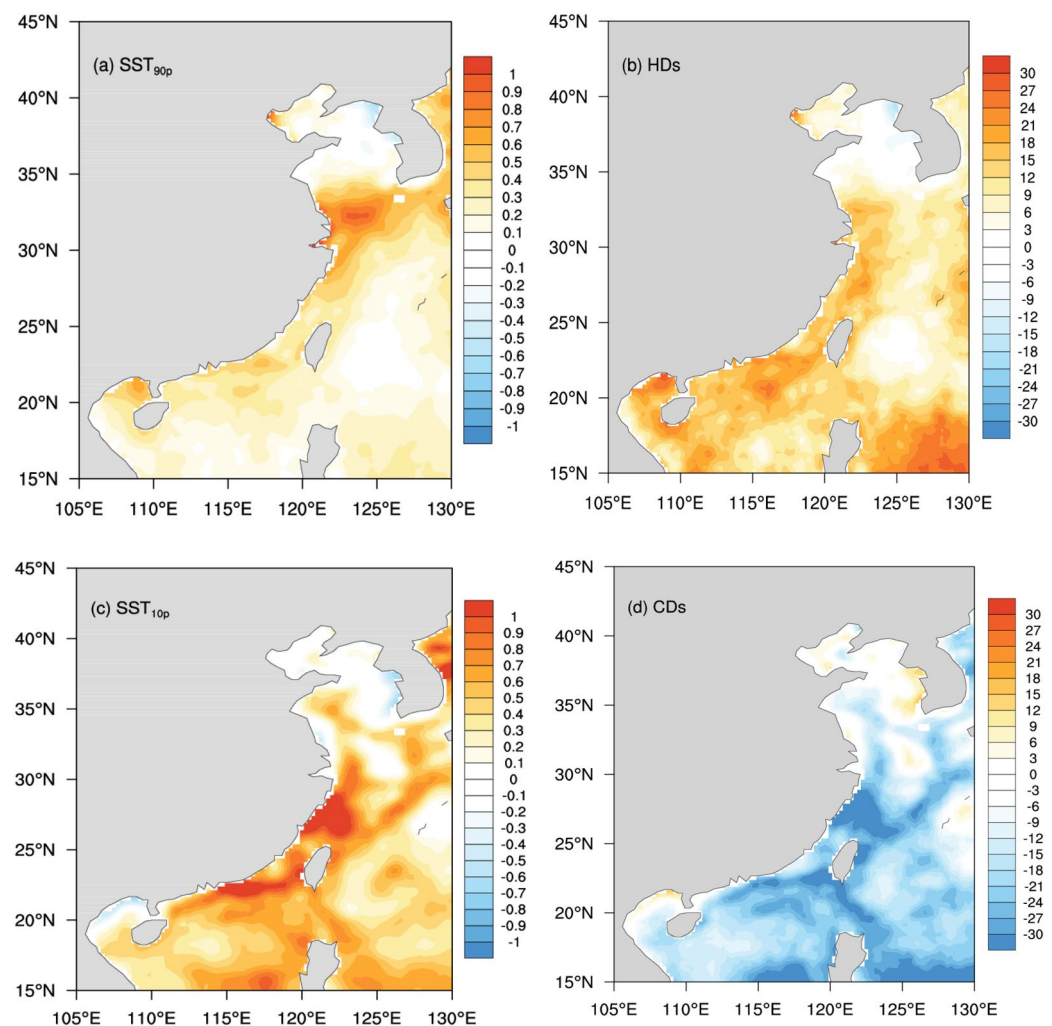 45°N
40°N
35°N
30°N
25°N
20°N
15°N
105°E 110°E 115°E 120°E 125°E 130°E
(a) SST90p
1
0.9
0.8
0.7
0.6
0.5
0.4
0.3
0.2
0.1
0
-0.1
-0.2
-0.3
-0.4
-0.5
-0.6
-0.7
-0.8
-0.9
-1
45°N
40°N
35°N
30°N
25°N
20°N
15°N
105°E 110°E 115°E 120°E 125°E 130°E
(b) HDs
30
27
24
21
18
15
12
9
6
3
0
-3
-6
-9
-12
-15
-18
-21
-24
-27
-30
45°N
40°N
35°N
30°N
25°N
20°N
15°N
105°E 110°E 115°E 120°E 125°E 130°E
(c) SST10p
1
0.9
0.8
0.7
0.6
0.5
0.4
0.3
0.2
0.1
0
-0.1
-0.2
-0.3
-0.4
-0.5
-0.6
-0.7
-0.8
-0.9
-1
45°N
40°N
35°N
30°N
25°N
20°N
15°N
105°E 110°E 115°E 120°E 125°E 130°E
(d) CDs
30
27
24
21
18
15
12
9
6
3
0
-3
-6
-9
-12
-15
-18
-21
-24
-27
-30